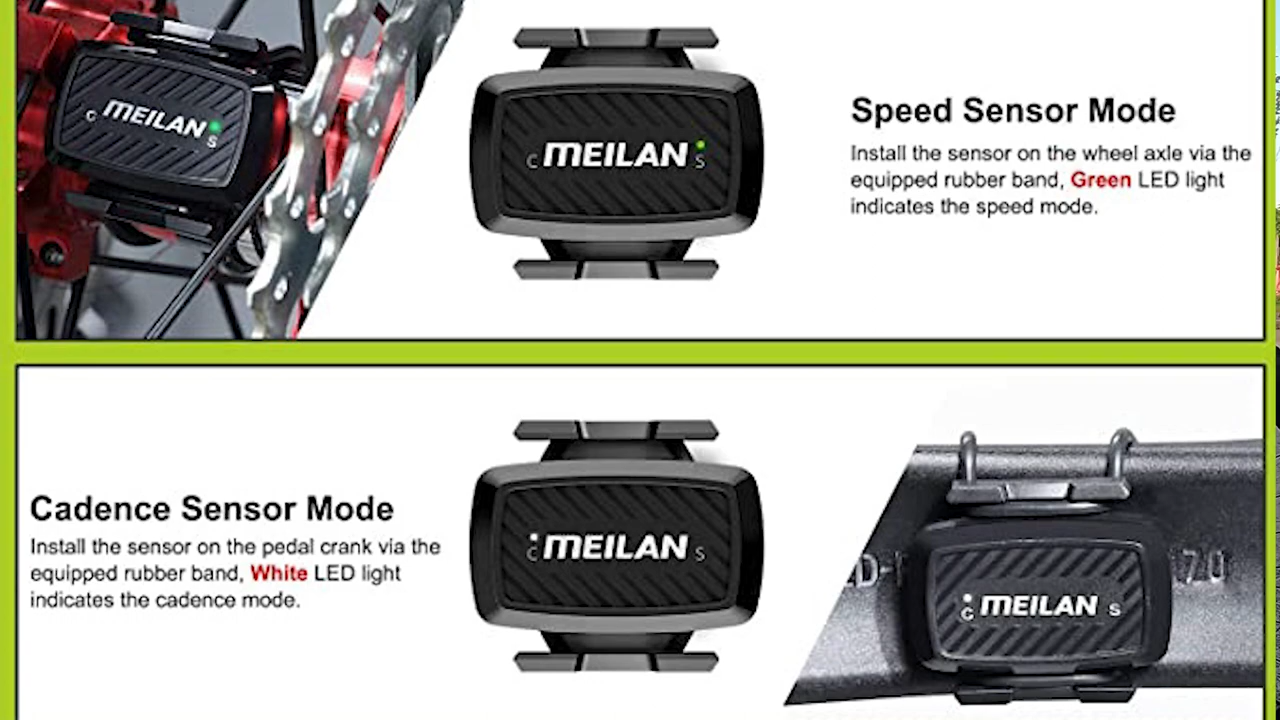 C MEILAN S
C MEILAN S
Speed Sensor Mode
Install the sensor on the wheel axle via the
equipped rubber band, Green LED light
indicates the speed mode.
Cadence Sensor Mode
Install the sensor on the pedal crank via the
equipped rubber band, White LED light
indicates the cadence mode.
C MEILAN S
D-
170
C MEILAN S